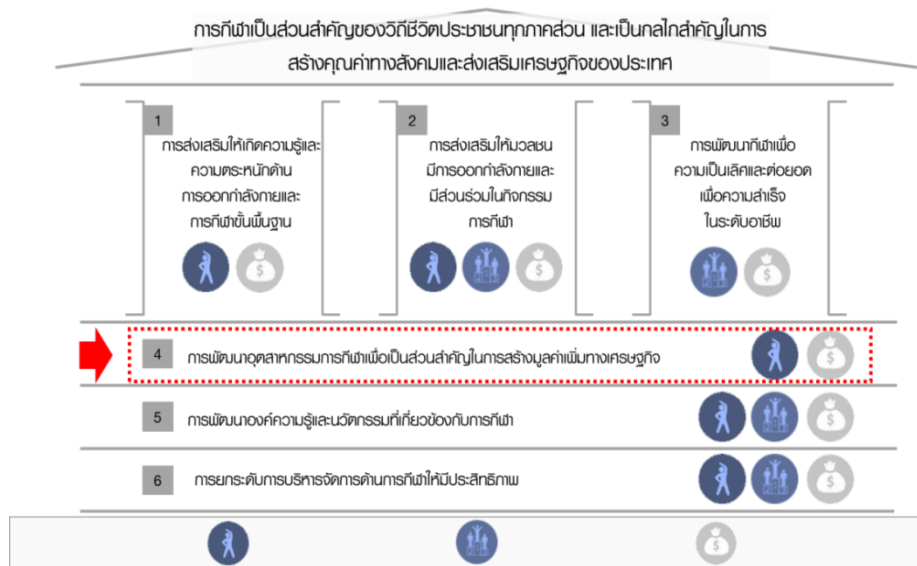 การกีฬาเป็นส่วนสำคัญของวิถีชีวิตประชาชนทุกภาคส่วน และเป็นกลไกสำคัญในการ
สร้างคุณค่าทางสังคมและส่งเสริมเศรษฐกิจของประเทศ
1
การส่งเสริมให้เกิดความรู้และ
ความตระหนักด้าน
การออกกำลังกายและ
การกีฬาขั้นพื้นฐาน
2
การส่งเสริมให้มวลชน
มีการออกกำลังกายและ
มีส่วนร่วมในกิจกรรม
การกีฬา
3
การพัฒนากีฬาเพื่อ
ความเป็นเลิศและต่อยอด
เพื่อความสำเร็จ
ในระดับอาชีพ
4 การพัฒนาอุตสาหกรรมการกีฬาเพื่อเป็นส่วนสำคัญในการสร้างมูลค่าเพิ่มทางเศรษฐกิจ
5 การพัฒนาองค์ความรู้และนวัตกรรมที่เกี่ยวข้องกับการกีฬา
6 การยกระดับการบริหารจัดการด้านการกีฬาให้มีประสิทธิภาพ